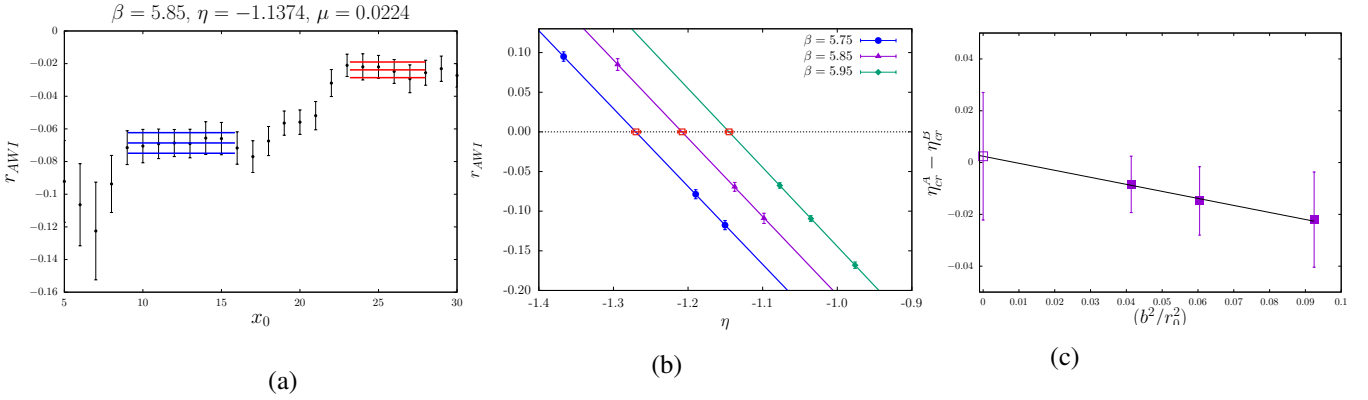 β = 5.85, η = −1.1374, μ = 0.0224
r_AWI
0
−0.02
−0.04
−0.06
−0.08
−0.1
−0.12
−0.14
−0.16
5 10 15 20 25 30
x_0
(a)
r_AWI
0.10
0.05
0.00
-0.05
-0.10
-0.15
-0.20
β = 5.75
β = 5.85
β = 5.95
-1.4 -1.3 -1.2 -1.1 -1.0 -0.9
η
(b)
η_cr^A − η_cr^B
0.04
0.02
0
−0.02
−0.04
0 0.01 0.02 0.03 0.04 0.05 0.06 0.07 0.08 0.09 0.1
(b²/r_0²)
(c)